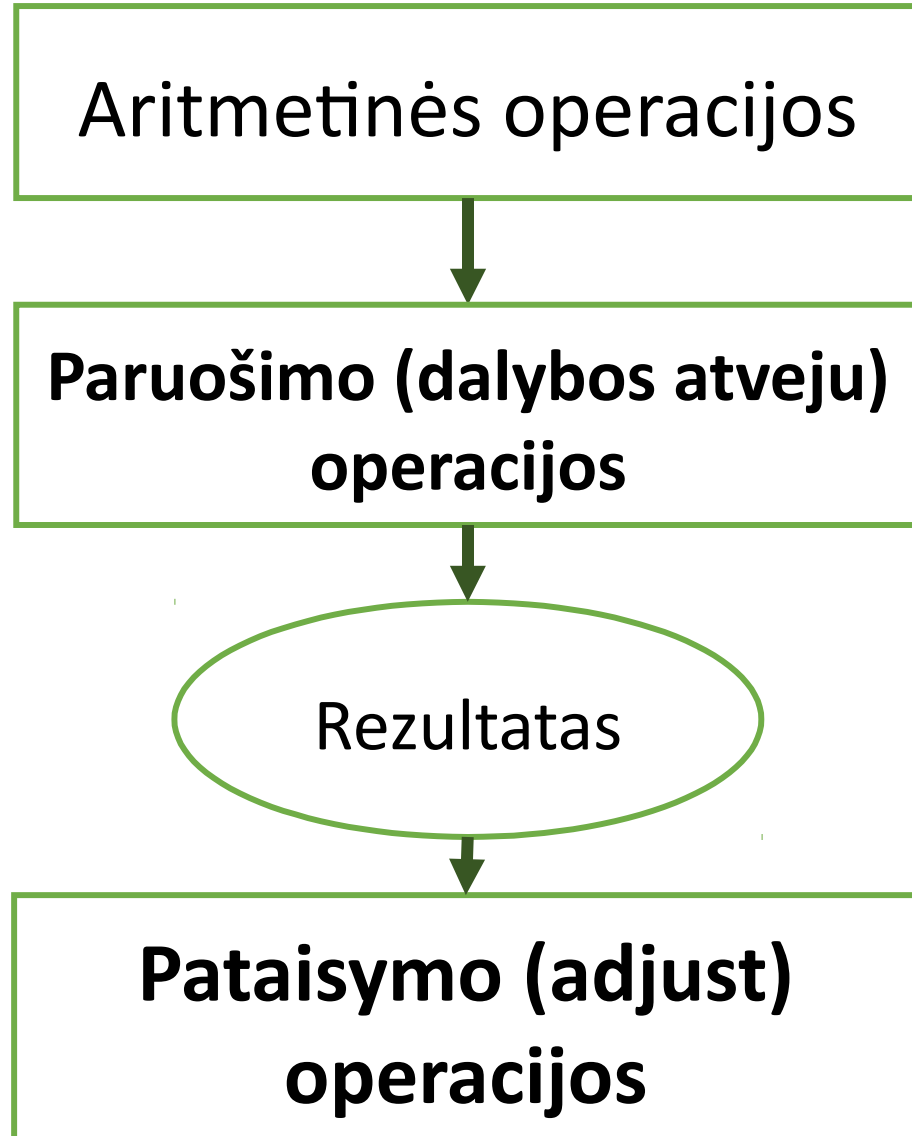 Aritmetinės operacijos
Paruošimo (dalybos atveju)
operacijos
Rezultatas
Pataisymo (adjust)
operacijos